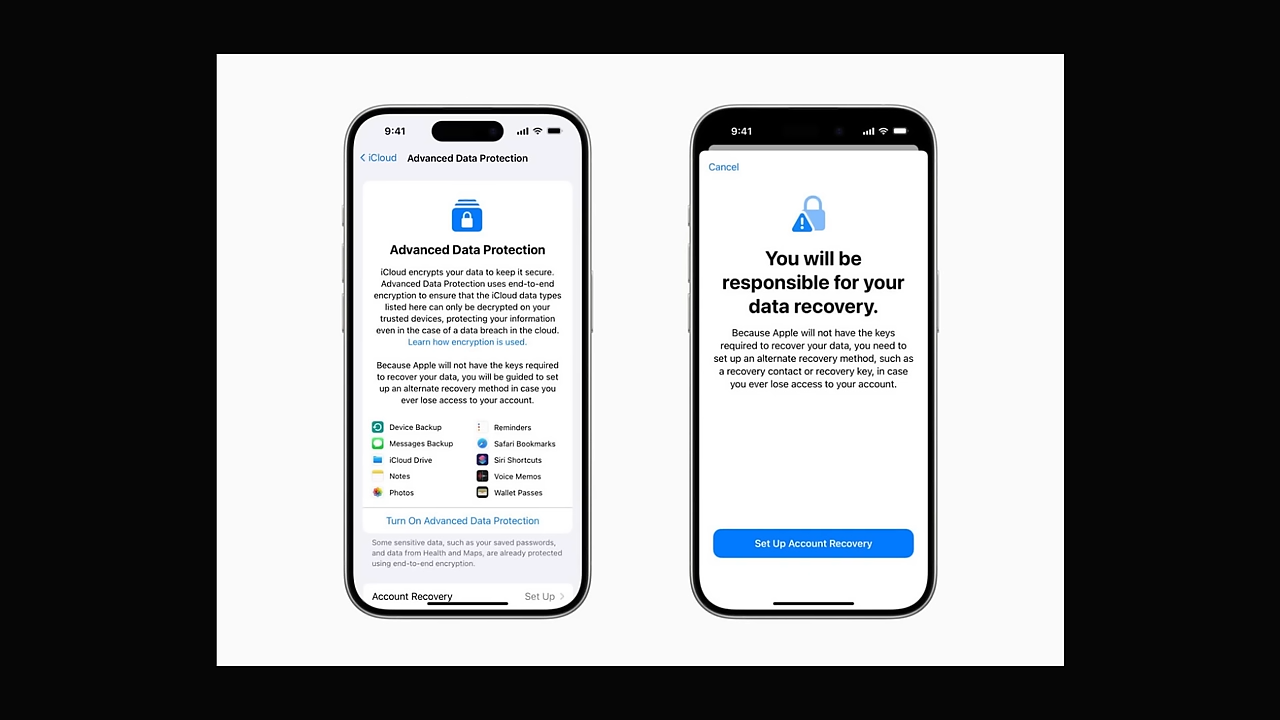 9:41
iCloud
Advanced Data Protection
Advanced Data Protection
iCloud encrypts your data to keep it secure.
Advanced Data Protection uses end-to-end
encryption to ensure that the iCloud data types
listed here can only be decrypted on your
trusted devices, protecting your information
even in the case of a data breach in the cloud.
Learn how encryption is used.
Because Apple will not have the keys required
to recover your data, you will be guided to set
up an alternate recovery method in case you
ever lose access to your account.
Device Backup
Messages Backup
iCloud Drive
Notes
Photos
Reminders
Safari Bookmarks
Siri Shortcuts
Voice Memos
Wallet Passes
Turn On Advanced Data Protection
Some sensitive data, such as your saved passwords,
and data from Health and Maps, are already protected
using end-to-end encryption.
Account Recovery
Set Up
9:41
Cancel
You will be
responsible for your
data recovery.
Because Apple will not have the keys
required to recover your data, you need to
set up an alternate recovery method, such as
a recovery contact or recovery key, in case
you ever lose access to your account.
Set Up Account Recovery